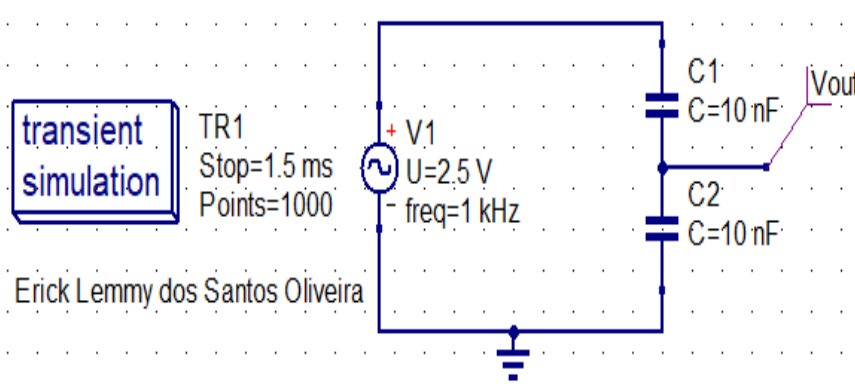 transient
simulation
TR1
Stop=1.5 ms
Points=1000
Erick Lemmy dos Santos Oliveira
+ V1
U=2.5 V
- freq=1 kHz
C1
C=10 nF
Vout
C2
C=10 nF